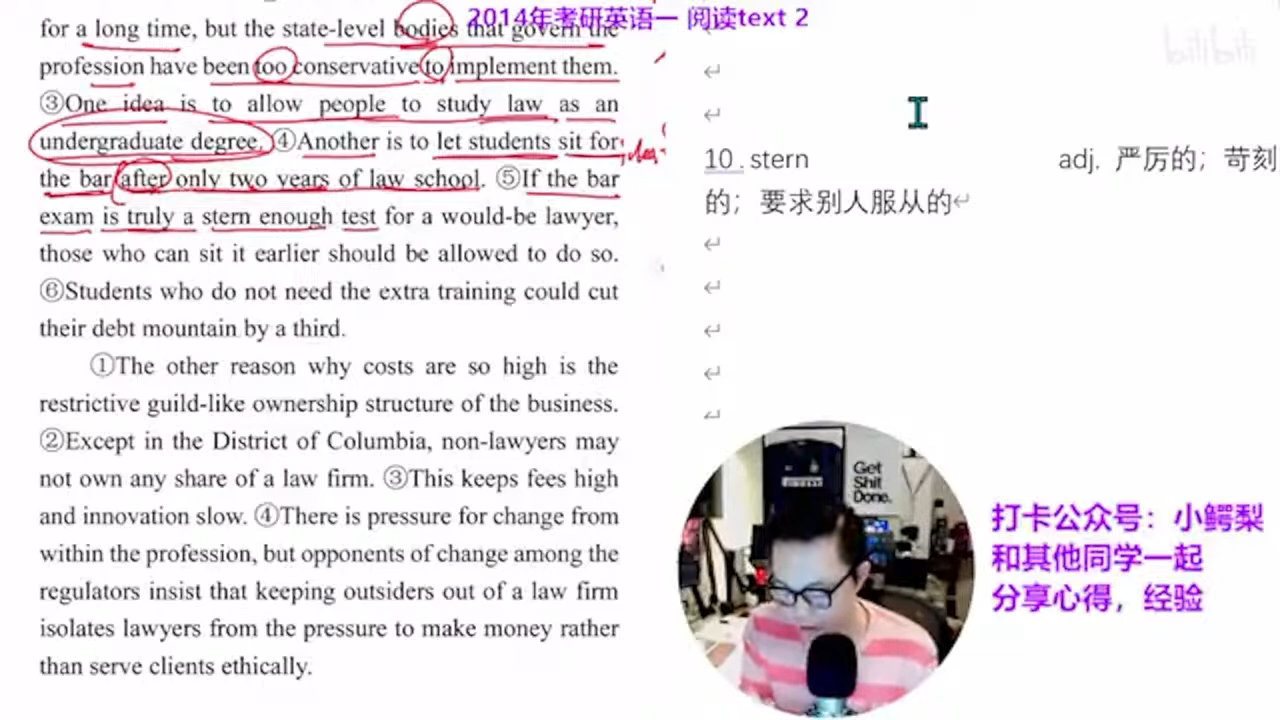 2014年考研英语一 阅读text 2
bilibili
for a long time, but the state-level bodies that govern the
profession have been too conservative to implement them.
③One idea is to allow people to study law as an
undergraduate degree. ④Another is to let students sit for
idea
the bar after only two years of law school. ⑤If the bar
exam is truly a stern enough test for a would-be lawyer,
those who can sit it earlier should be allowed to do so.
⑥Students who do not need the extra training could cut
their debt mountain by a third.
①The other reason why costs are so high is the
restrictive guild-like ownership structure of the business.
②Except in the District of Columbia, non-lawyers may
not own any share of a law firm. ③This keeps fees high
and innovation slow. ④There is pressure for change from
within the profession, but opponents of change among the
regulators insist that keeping outsiders out of a law firm
isolates lawyers from the pressure to make money rather
than serve clients ethically.
10 . stern adj. 严厉的；苛刻
的；要求别人服从的
Get
Shit
Done.
打卡公众号：小鳄梨
和其他同学一起
分享心得，经验